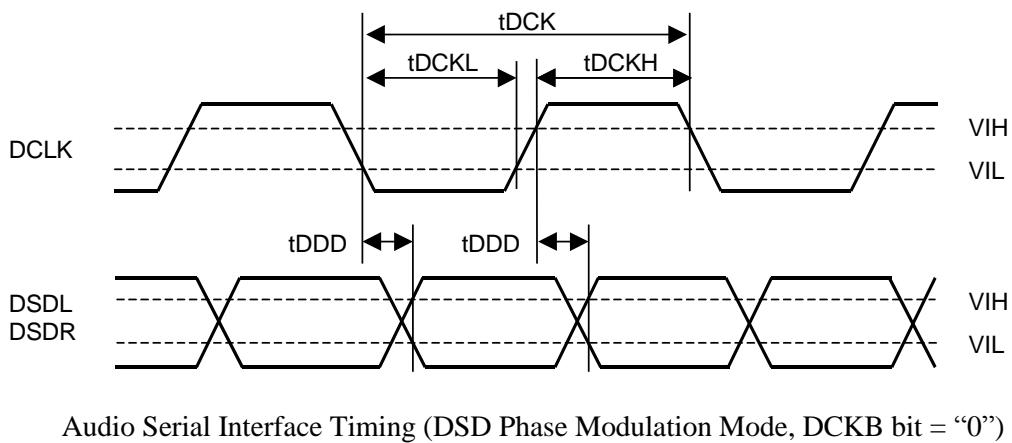 tDCK
tDCKL
tDCKH
DCLK
VIH
VIL
tDDD
tDDD
DSDL
DSDR
VIH
VIL
Audio Serial Interface Timing (DSD Phase Modulation Mode, DCKB bit = “0”)